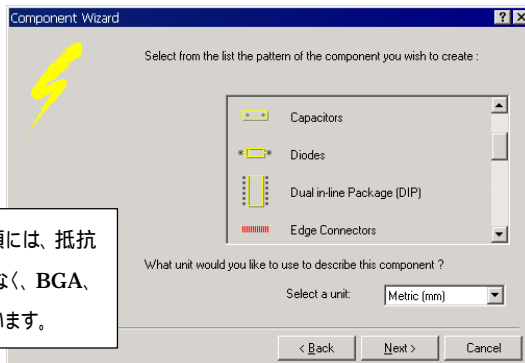 Component Wizard
Select from the list the pattern of the component you wish to create :
Capacitors
Diodes
Dual in-line Package (DIP)
Edge Connectors
類には、抵抗
なく、BGA、
います。
What unit would you like to use to describe this component ?
Select a unit:
Metric (mm)
< Back
Next >
Cancel